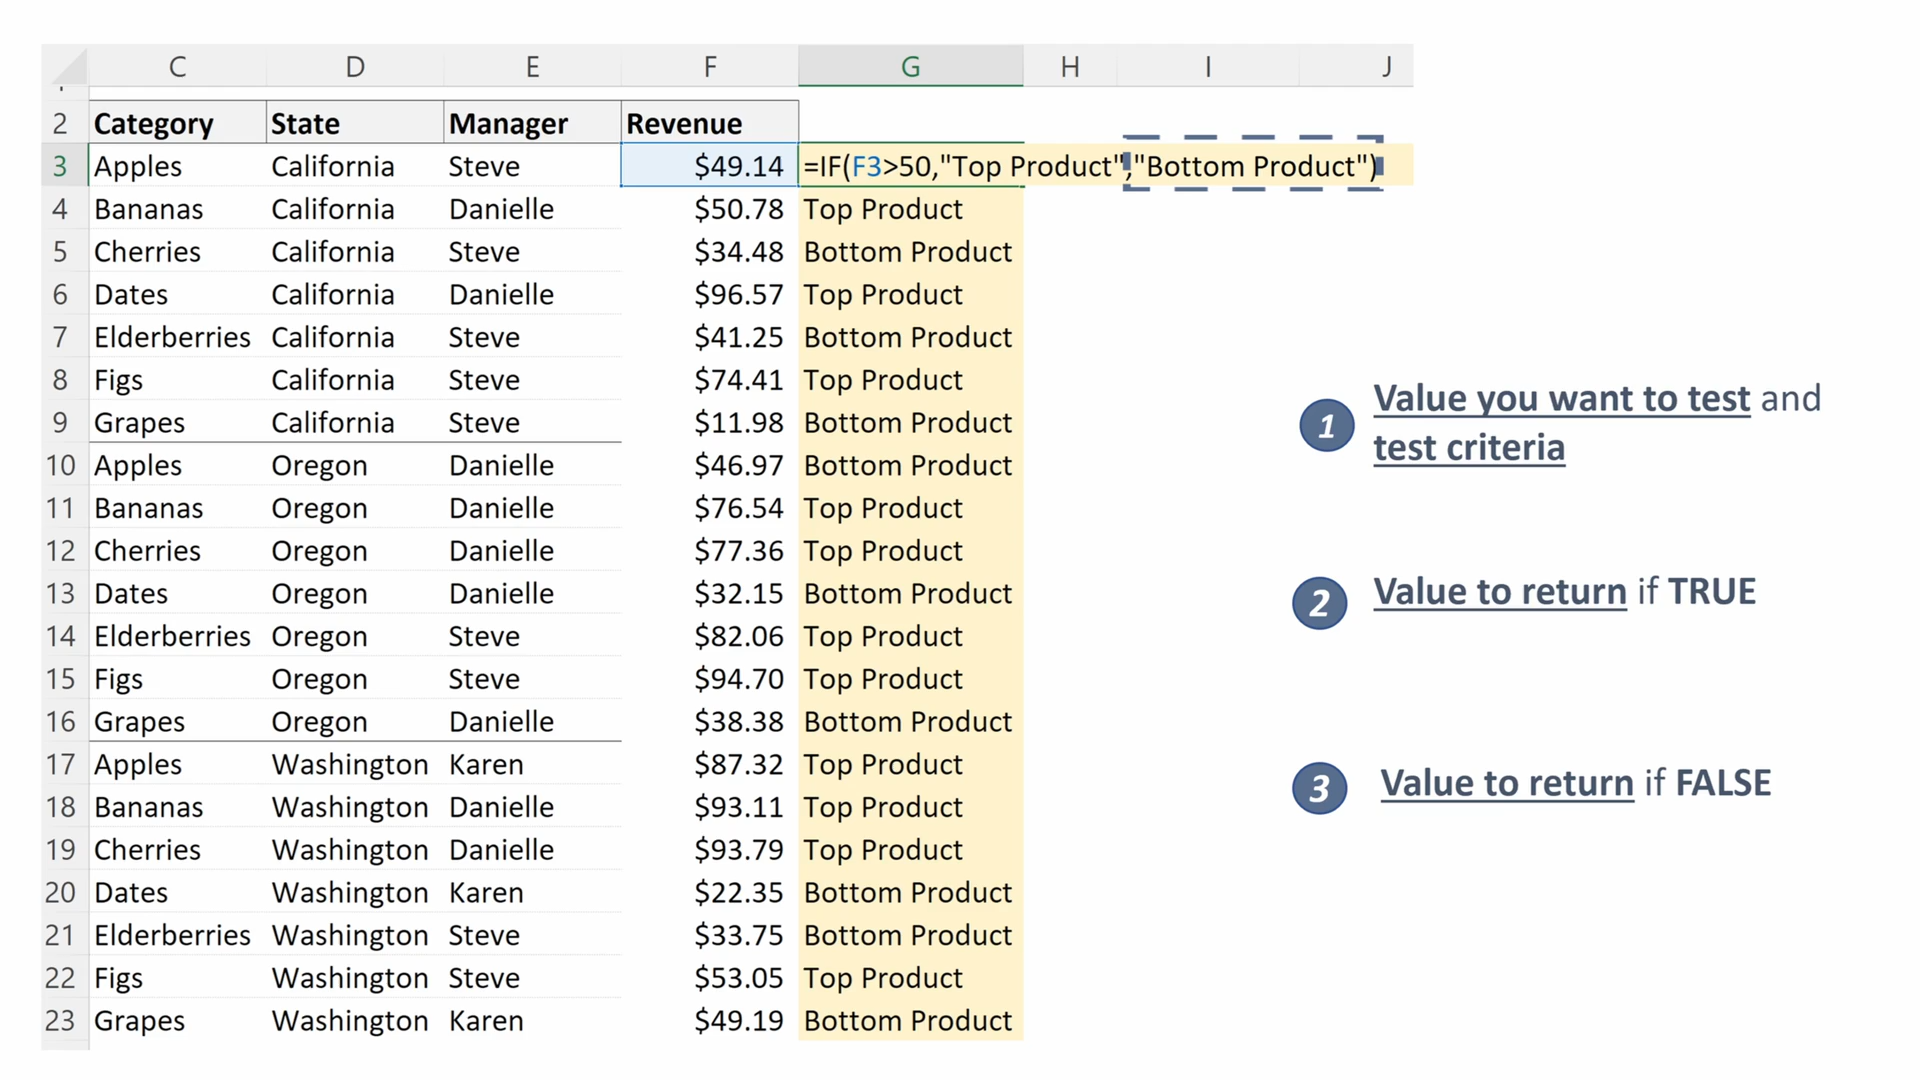 C D E F G H I J
2 Category State Manager Revenue
3 Apples California Steve $49.14 =IF(F3>50,"Top Product","Bottom Product")
4 Bananas California Danielle $50.78 Top Product
5 Cherries California Steve $34.48 Bottom Product
6 Dates California Danielle $96.57 Top Product
7 Elderberries California Steve $41.25 Bottom Product
8 Figs California Steve $74.41 Top Product
9 Grapes California Steve $11.98 Bottom Product
10 Apples Oregon Danielle $46.97 Bottom Product
11 Bananas Oregon Danielle $76.54 Top Product
12 Cherries Oregon Danielle $77.36 Top Product
13 Dates Oregon Danielle $32.15 Bottom Product
14 Elderberries Oregon Steve $82.06 Top Product
15 Figs Oregon Steve $94.70 Top Product
16 Grapes Oregon Danielle $38.38 Bottom Product
17 Apples Washington Karen $87.32 Top Product
18 Bananas Washington Danielle $93.11 Top Product
19 Cherries Washington Danielle $93.79 Top Product
20 Dates Washington Karen $22.35 Bottom Product
21 Elderberries Washington Steve $33.75 Bottom Product
22 Figs Washington Steve $53.05 Top Product
23 Grapes Washington Karen $49.19 Bottom Product
1 Value you want to test and
test criteria
2 Value to return if TRUE
3 Value to return if FALSE